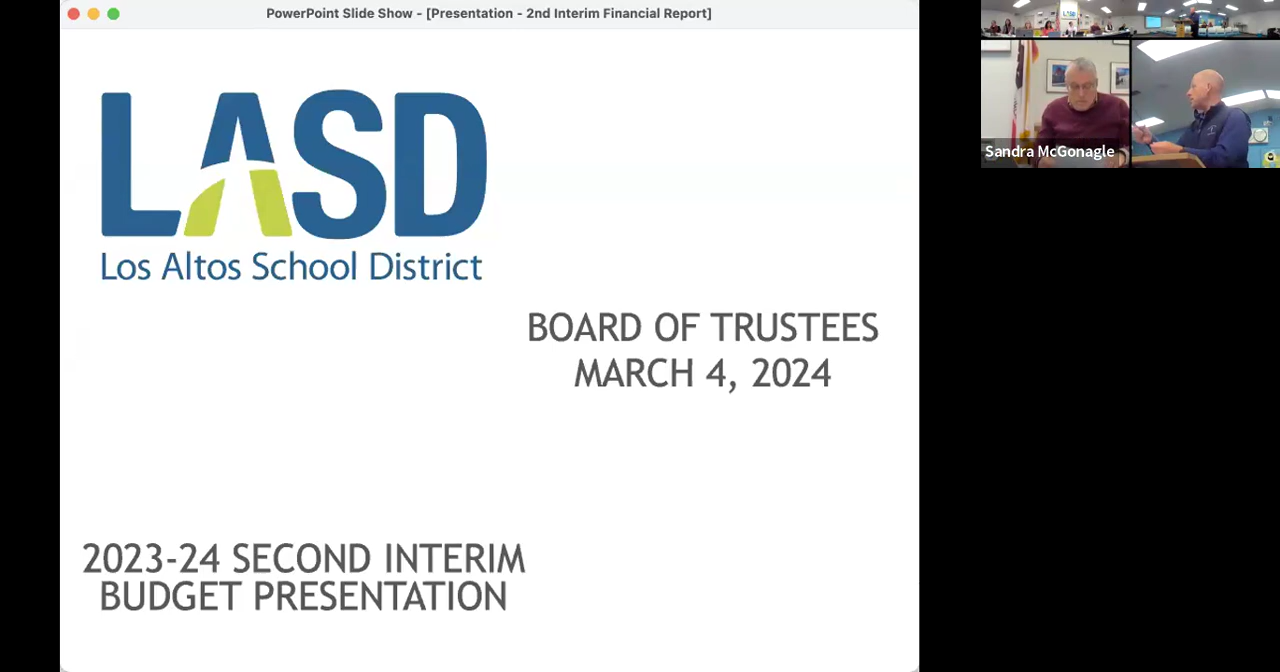 PowerPoint Slide Show - [Presentation - 2nd Interim Financial Report]
LASD
Los Altos School District
BOARD OF TRUSTEES
MARCH 4, 2024
2023-24 SECOND INTERIM
BUDGET PRESENTATION
Sandra McGonagle